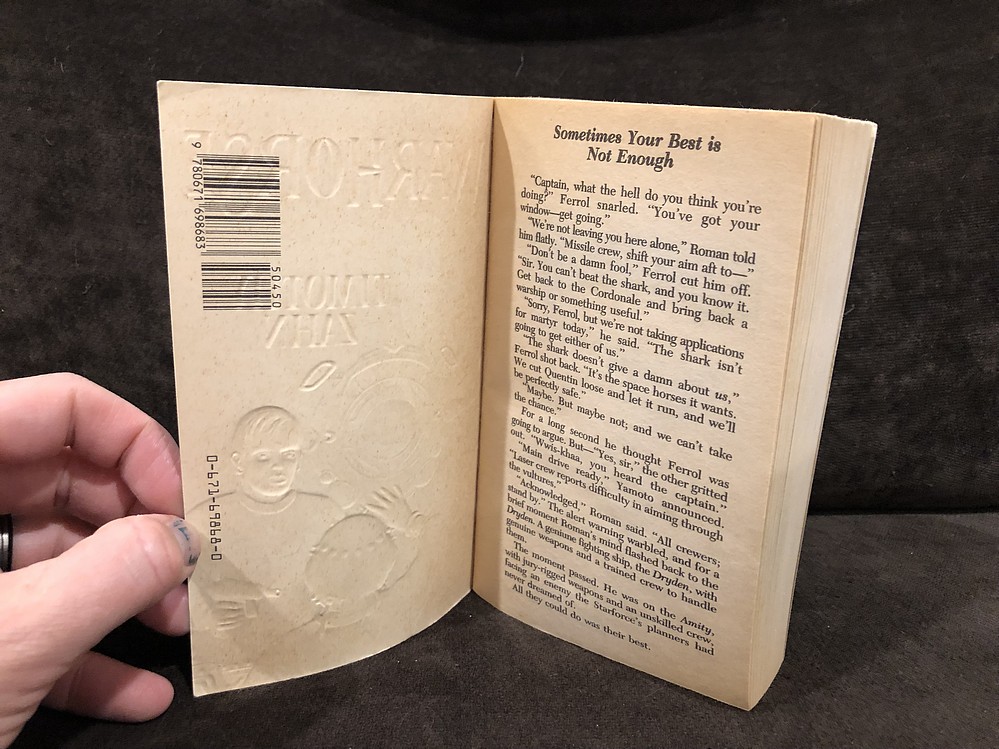 WARHORSE
TIMOTHY
ZAHN
9 780671 698683
50450
0-671-69868-0
Sometimes Your Best is
Not Enough
"Captain, what the hell do you think you're
doing?" Ferrol snarled. "You've got your
window—get going."
"We're not leaving you here alone," Roman told
him flatly. "Missile crew, shift your aim aft to—"
"Don't be a damn fool," Ferrol cut him off.
"Sir. You can't beat the shark, and you know it.
Get back to the Cordonale and bring back a
warship or something useful."
"Sorry, Ferrol, but we're not taking applications
for martyr today." he said. "The shark isn't
going to get either of us."
"The shark doesn't give a damn about us,"
Ferrol shot back. "It's the space horses it wants.
We cut Quentin loose and let it run, and we'll
be perfectly safe."
"Maybe. But maybe not; and we can't take
the chance."
For a long second he thought Ferrol was
going to argue. But—"Yes, sir," the other gritted
out. "Wwis-khaa, you heard the captain."
"Main drive ready," Yamoto announced.
"Laser crew reports difficulty in aiming through
the vultures."
"Acknowledged," Roman said. "All crewers;
stand by." The alert warning warbled, and for a
brief moment Roman's mind flashed back to the
Dryden. A geniune fighting ship, the Dryden, with
genuine weapons and a trained crew to handle
them.
The moment passed. He was on the Amity,
with jury-rigged weapons and an unskilled crew,
facing an enemy the Starforce's planners had
never dreamed of.
All they could do was their best.